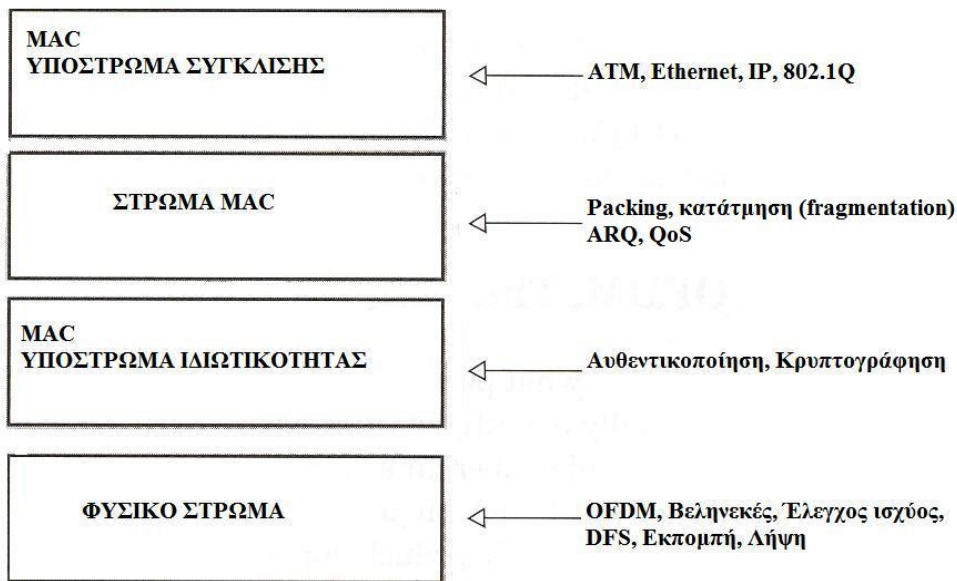 MAC
ΥΠΟΣΤΡΩΜΑ ΣΥΓΚΛΙΣΗΣ
ATM, Ethernet, IP, 802.1Q
ΣΤΡΩΜΑ MAC
Packing, κατάτμηση (fragmentation)
ARQ, QoS
MAC
ΥΠΟΣΤΡΩΜΑ ΙΔΙΩΤΙΚΟΤΗΤΑΣ
Αυθεντικοποίηση, Κρυπτογράφηση
ΦΥΣΙΚΟ ΣΤΡΩΜΑ
OFDM, Βεληνεκές, Έλεγχος ισχύος,
DFS, Εκπομπή, Λήψη